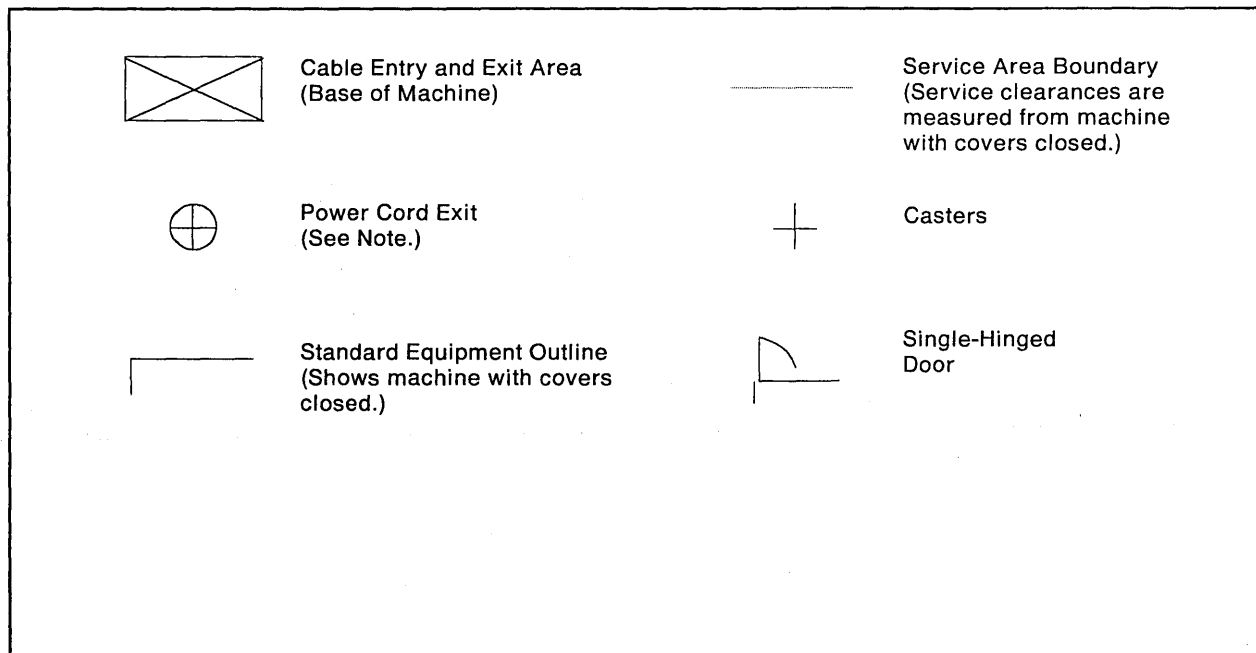 Cable Entry and Exit Area
(Base of Machine)
Service Area Boundary
(Service clearances are
measured from machine
with covers closed.)
Power Cord Exit
(See Note.)
Casters
Standard Equipment Outline
(Shows machine with covers
closed.)
Single-Hinged
Door